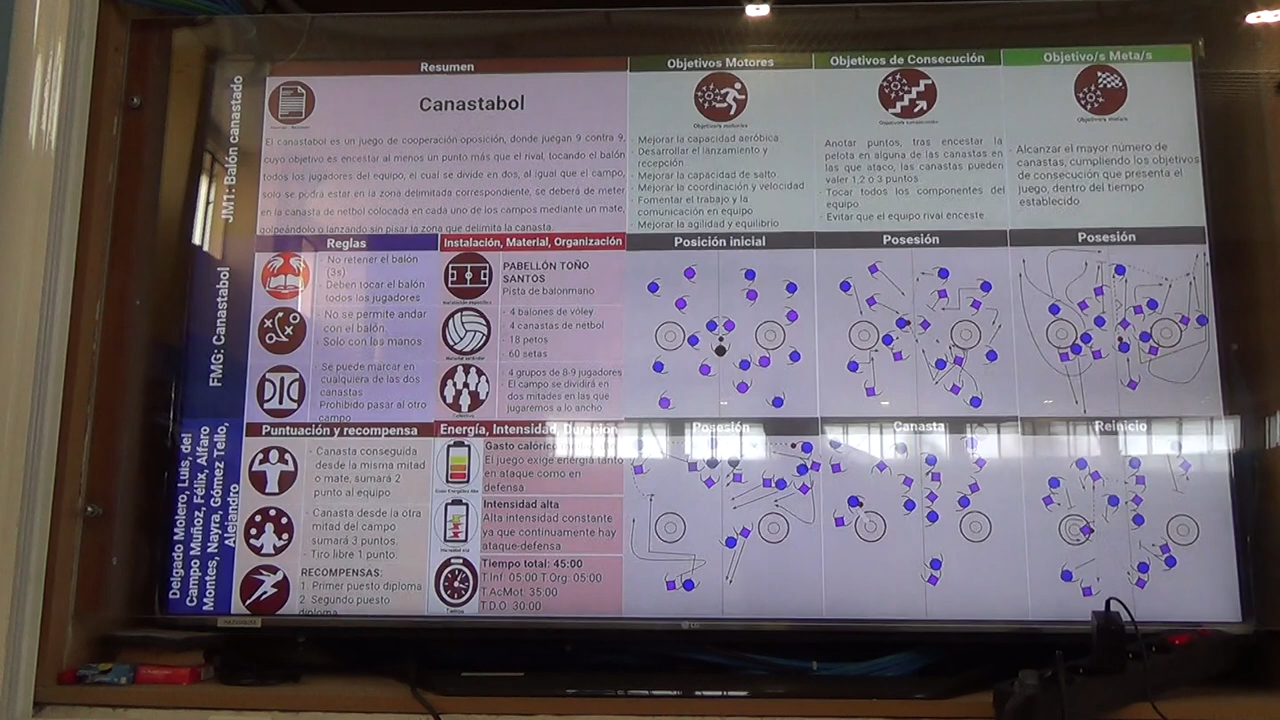 JM1: Balón canastado
FMG: Canastabol
Delgado Molero, Luis, del
Campo Muñoz, Félix, Alfaro
Montes, Nayra, Gómez Tello,
Alejandro
Resumen
Canastabol
El canastabol es un juego de cooperación oposición, donde juegan 9 contra 9,
cuyo objetivo es encestar al menos un punto más que el rival, tocando el balón
todos los jugadores del equipo, el cual se divide en dos, al igual que el campo,
solo se podrá estar en la zona delimitada correspondiente, se deberá de meter
en la canasta de netbol colocada en cada uno de los campos mediante un mate,
golpeándolo o lanzando sin pisar la zona que delimita la canasta.
Objetivos Motores
Objetivo/s motor/es
- Mejorar la capacidad aeróbica
- Desarrollar el lanzamiento y
recepción
- Mejorar la capacidad de salto
- Mejorar la coordinación y velocidad
- Fomentar el trabajo y la
comunicación en equipo
- Mejorar la agilidad y equilibrio
Objetivos de Consecución
Anotar puntos, tras encestar la
pelota en alguna de las canastas en
las que ataco, las canastas pueden
valer 1,2 o 3 puntos
- Tocar todos los componentes del
equipo
- Evitar que el equipo rival enceste
Objetivo/s Meta/s
Objetivo/s meta/s
- Alcanzar el mayor número de
canastas, cumpliendo los objetivos
de consecución que presenta el
juego, dentro del tiempo
establecido
Reglas
- No retener el balón
(3s)
- Deben tocar el balón
todos los jugadores
- No se permite andar
con el balón.
- Solo con las manos
- Se puede marcar en
cualquiera de las dos
canastas
Prohibido pasar al otro
campo
Instalación, Material, Organización
PABELLÓN TOÑO
SANTOS
Pista de balonmano
- 4 balones de vóley
- 4 canastas de netbol
- 18 petos
- 60 setas
- 4 grupos de 8-9 jugadores
- El campo se dividirá en
dos mitades en las que
jugaremos a lo ancho
Posición inicial
Posesión
Posesión
Puntuación y recompensa
- Canasta conseguida
desde la misma mitad
o mate, sumará 2
punto al equipo
- Canasta desde la otra
mitad del campo
sumará 3 puntos.
- Tiro libre 1 punto.
RECOMPENSAS:
1. Primer puesto diploma
2. Segundo puesto
diploma
Energía, Intensidad, Duración
Gasto calórico
El juego exige energía tanto
en ataque como en
defensa
Intensidad alta
Alta intensidad constante
ya que continuamente hay
ataque-defensa
Tiempo total: 45:00
T.Inf: 05:00 T.Org: 05:00
T.AcMot: 35:00
T.D.O: 30:00
Posesión
Canasta
Reinicio
LG